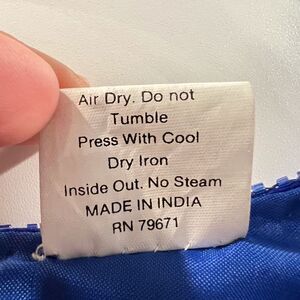 Air Dry. Do not
Tumble
Press With Cool
Dry Iron
Inside Out. No Steam
MADE IN INDIA
RN 79671